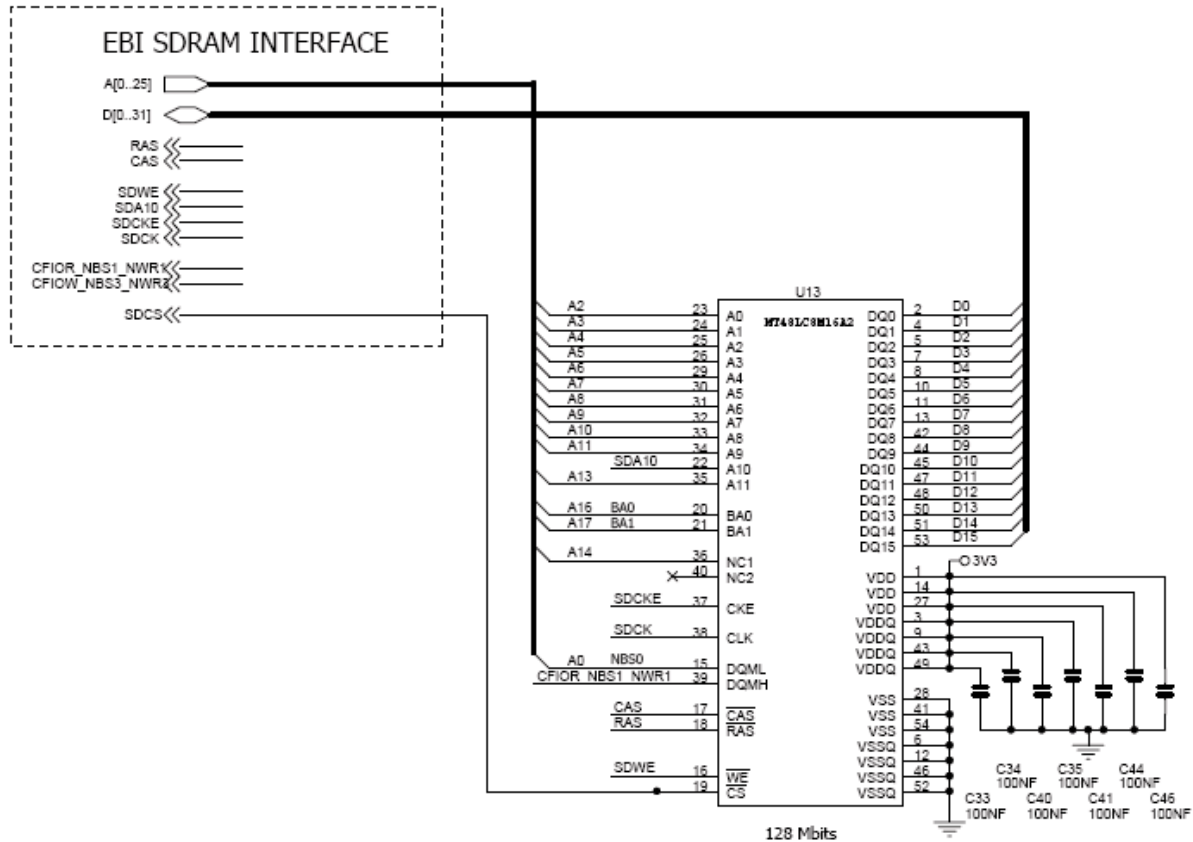 EBI SDRAM INTERFACE
A[0..25]
D[0..31]
RAS
CAS
SDWE
SDA10
SDCKE
SDCK
CFIOR_NBS1_NWR1
SDCS
U13
MT48LC8M16A2
A2 23 A0
A3 24 A1
A4 25 A2
A5 26 A3
A6 29 A4
A7 30 A5
A8 31 A6
A9 32 A7
A10 33 A8
A11 34 A9
SDA10 22 A10
A13 35 A11
A16 BA0 20 BA0
A17 BA1 21 BA1
A14 36 NC1
40 NC2
SDCKE 37 CKE
SDCK 38 CLK
A0 NBS0 15 DQML
CFIOR_NBS1_NWR1 39 DQMH
CAS 17 CAS
RAS 18 RAS
SDWE 16 WE
19 CS
DQ0 2 D0
DQ1 4 D1
DQ2 5 D2
DQ3 7 D3
DQ4 8 D4
DQ5 10 D5
DQ6 11 D6
DQ7 13 D7
DQ8 42 D8
DQ9 44 D9
DQ10 45 D10
DQ11 47 D11
DQ12 48 D12
DQ13 50 D13
DQ14 51 D14
DQ15 53 D15
3V3
VDD 1
VDD 14
VDD 27
VDDQ 3
VDDQ 9
VDDQ 43
VDDQ 49
VSS 28
VSS 41
VSS 54
VSSQ 6
VSSQ 12
VSSQ 46
VSSQ 52
C34 C35 C44
100NF 100NF 100NF
C33 C40 C41 C46
100NF 100NF 100NF 100NF
128 Mbits